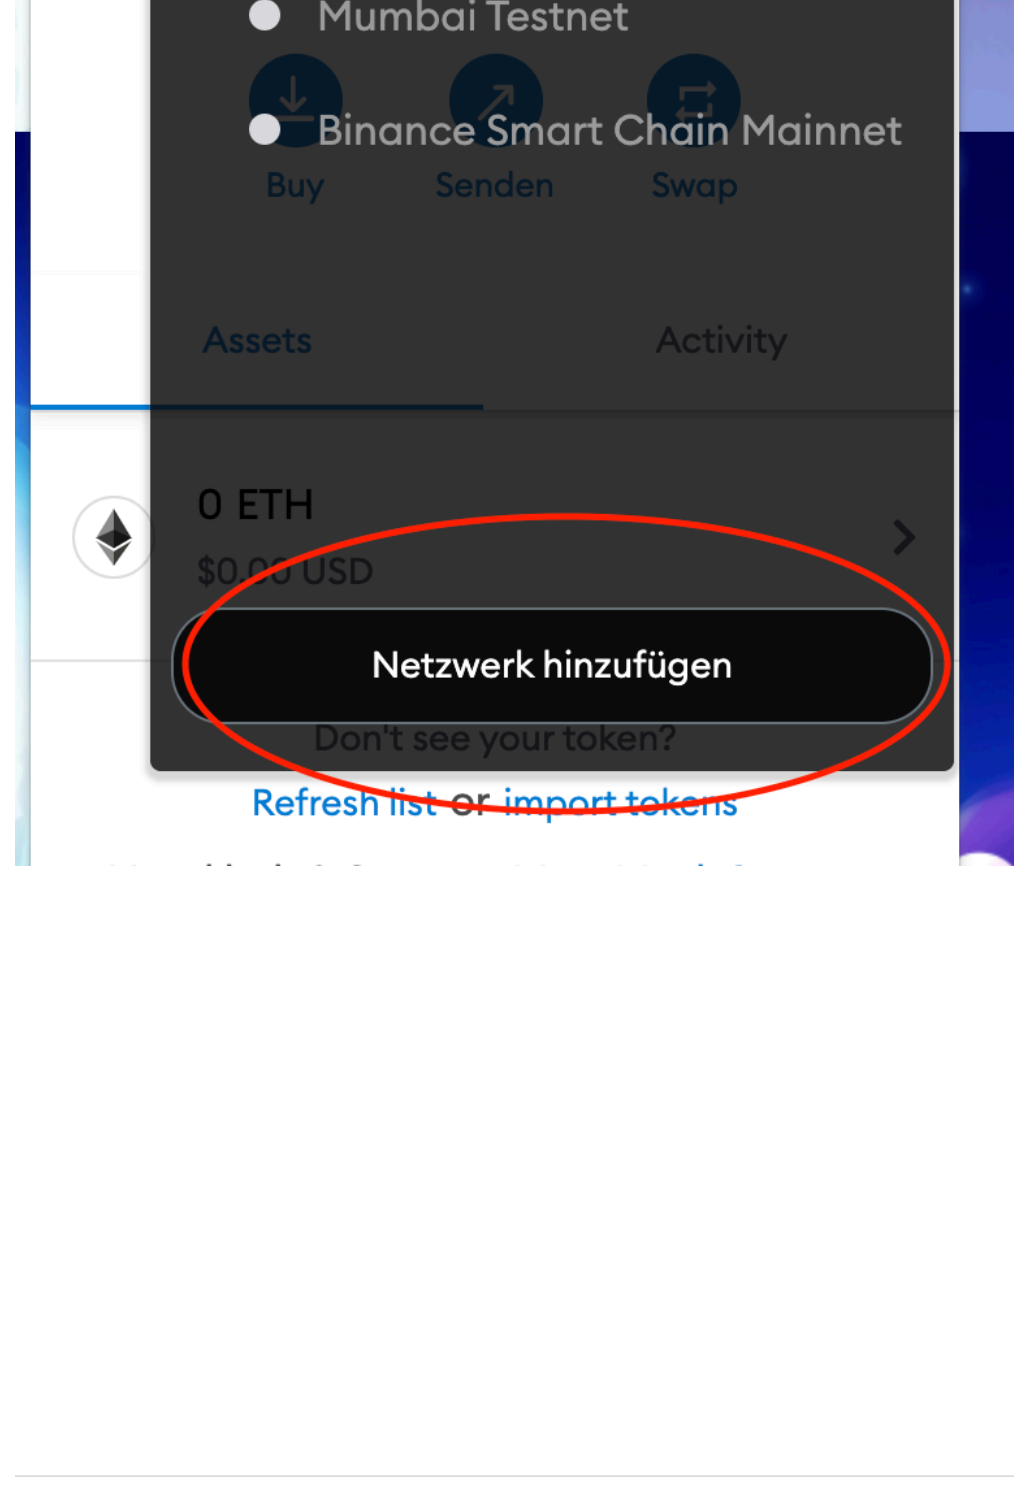 Mumbai Testnet
Binance Smart Chain Mainnet
Buy Senden Swap
Assets Activity
0 ETH
$0.00 USD
Netzwerk hinzufügen
Don't see your token?
Refresh list or import tokens